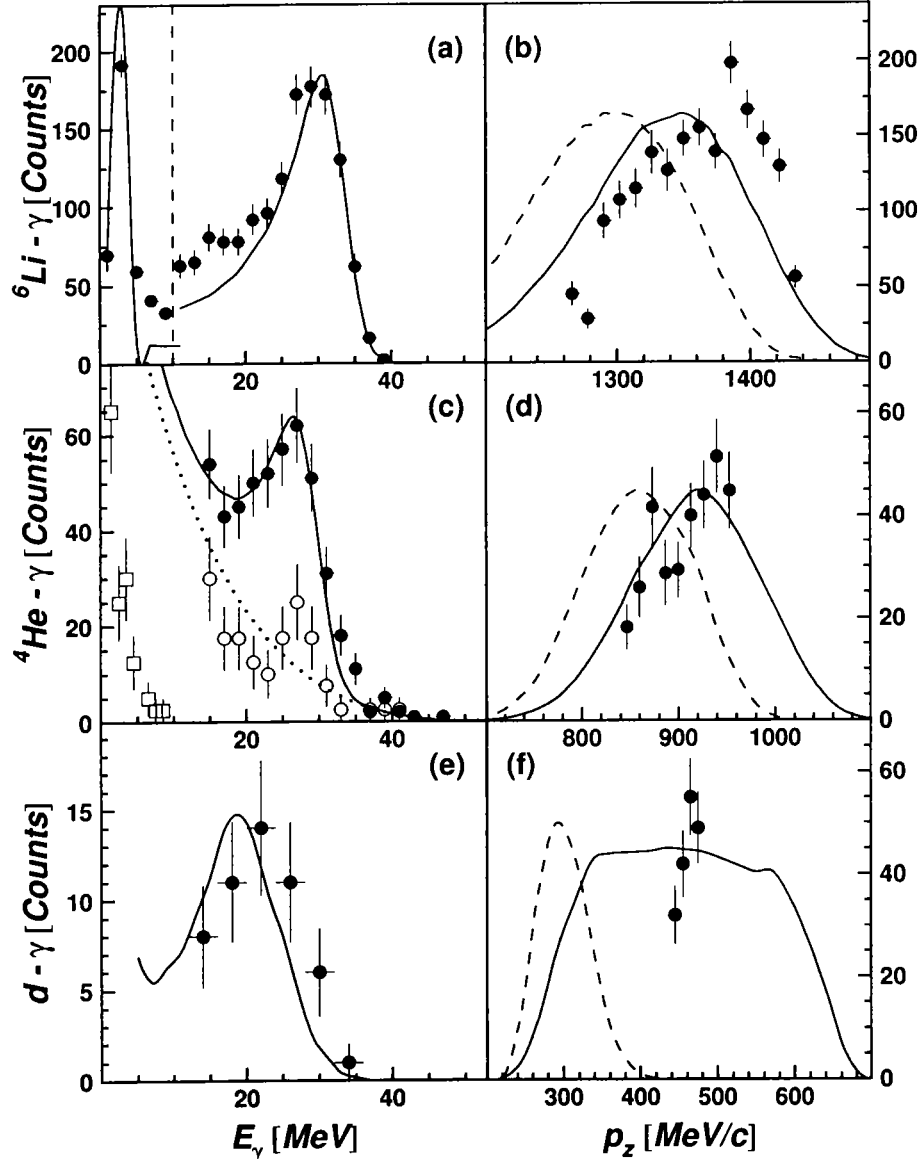 (a) (b)
200 200
150 150
100 100
50 50
0 0
⁶Li - γ [Counts]
20 40 1300 1400
(c) (d)
60 60
40 40
20 20
0 0
⁴He - γ [Counts]
20 40 800 900 1000
(e) (f)
15 60
10 40
5 20
0 0
d - γ [Counts]
20 40 300 400 500 600
E_γ [MeV] p_z [MeV/c]